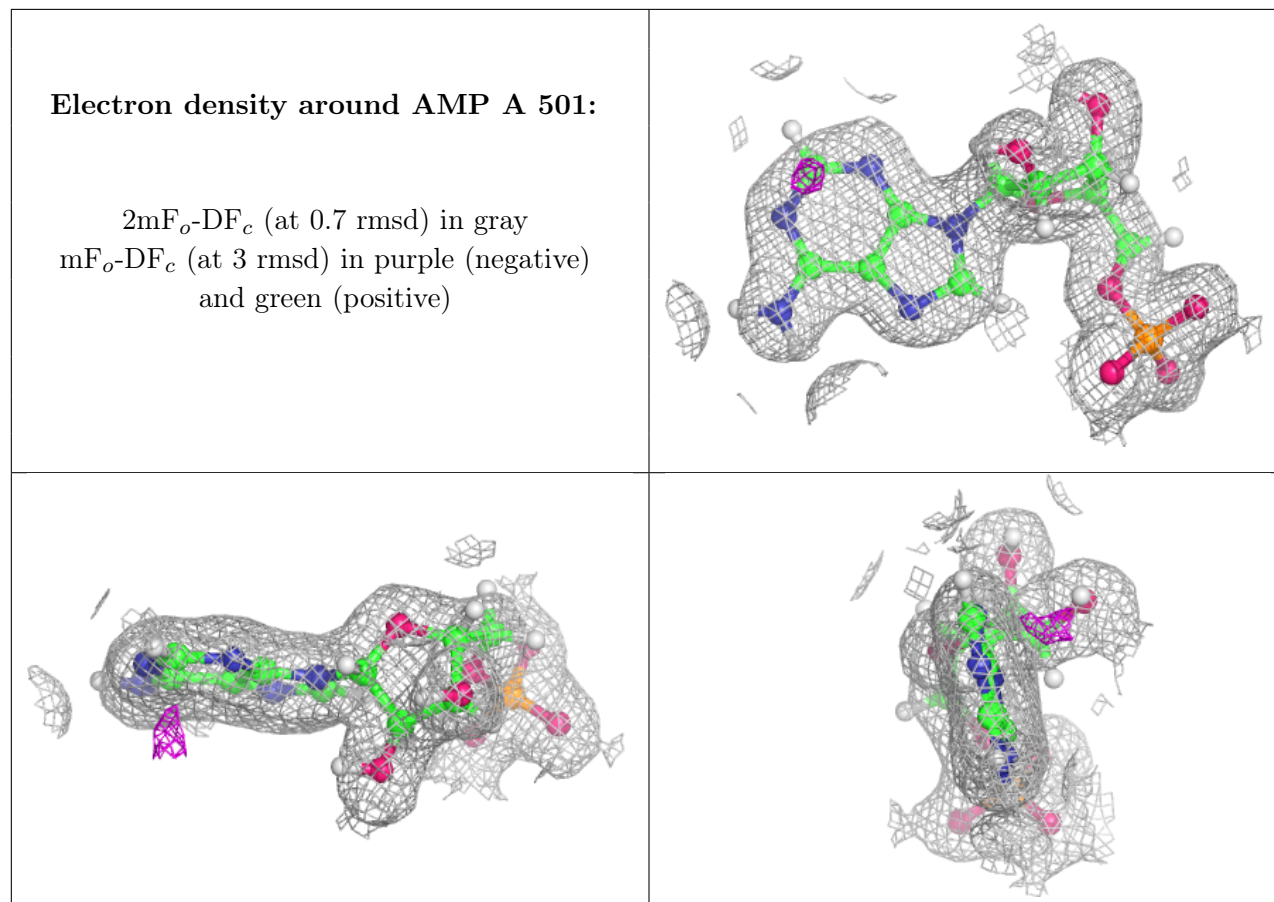 Electron density around AMP A 501:
2mFo-DFc (at 0.7 rmsd) in gray
mFo-DFc (at 3 rmsd) in purple (negative)
and green (positive)